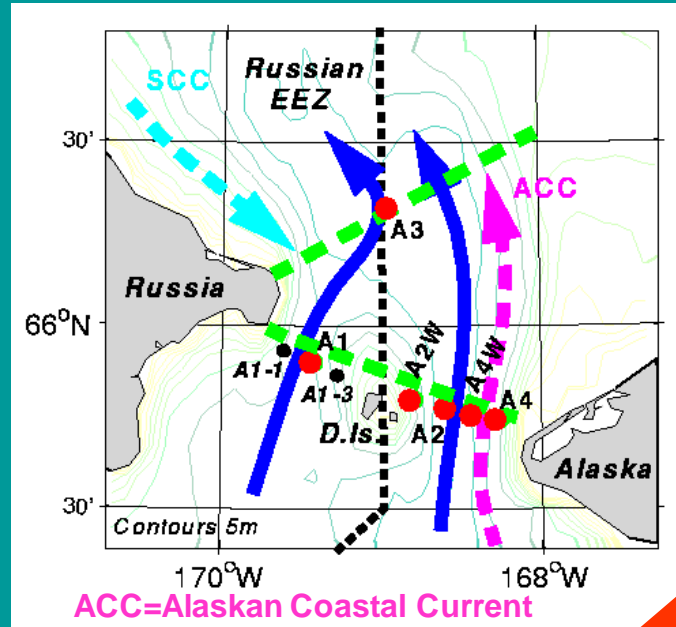 Russian
EEZ
SCC
30'
ACC
A3
Russia
66°N
A1
A2W
A4W
A1-1
A1-3
A4
D.Is.
A2
Alaska
30'
Contours 5m
170°W
168°W
ACC=Alaskan Coastal Current